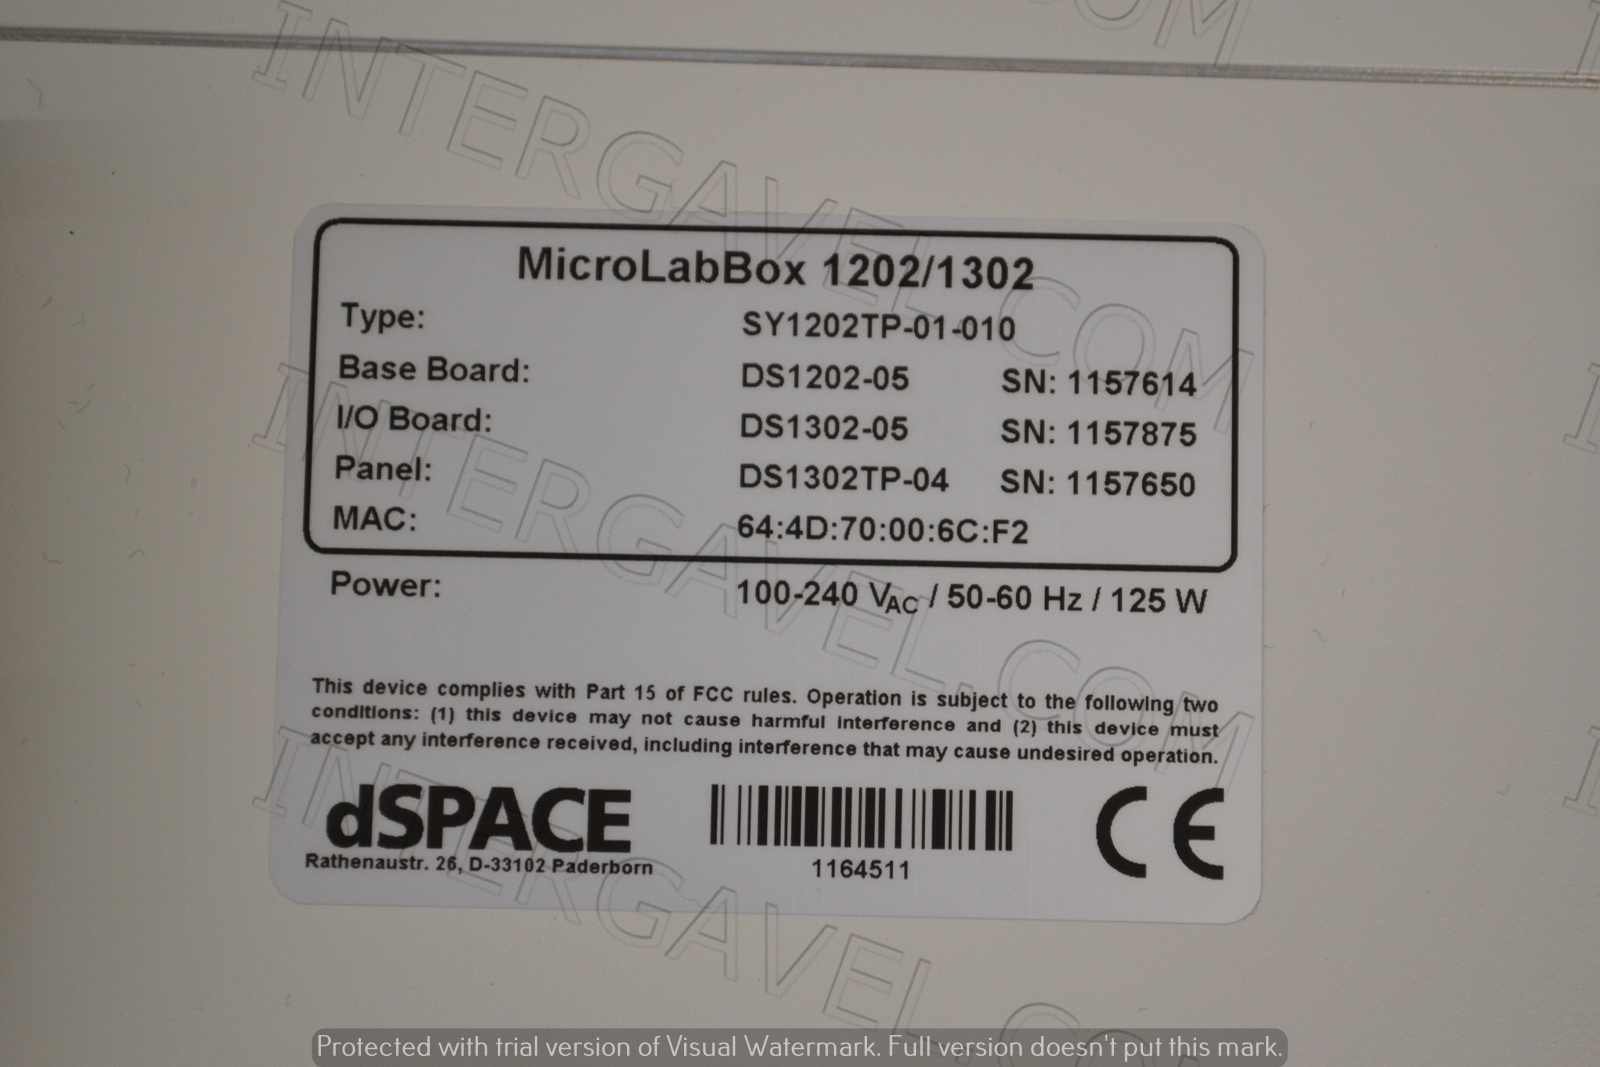 INTERGAVEL.COM
MicroLabBox 1202/1302
Type: SY1202TP-01-010
Base Board: DS1202-05 SN: 1157614
I/O Board: DS1302-05 SN: 1157875
Panel: DS1302TP-04 SN: 1157650
MAC: 64:4D:70:00:6C:F2
Power: 100-240 VAC / 50-60 Hz / 125 W
INTERGAVEL.COM
This device complies with Part 15 of FCC rules. Operation is subject to the following two
conditions: (1) this device may not cause harmful interference and (2) this device must
accept any interference received, including interference that may cause undesired operation.
dSPACE
Rathenaustr. 26, D-33102 Paderborn
1164511
CE
INTERGAVEL.CO
Protected with trial version of Visual Watermark. Full version doesn't put this mark.